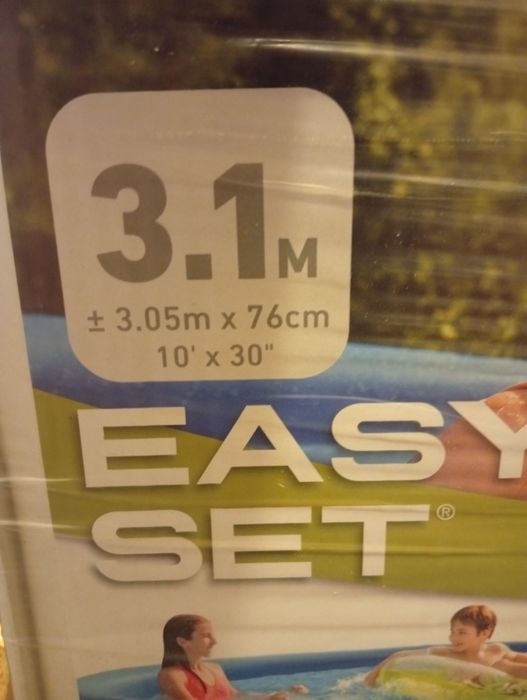 3.1M
± 3.05m x 76cm
10' x 30"
EASY
SET®